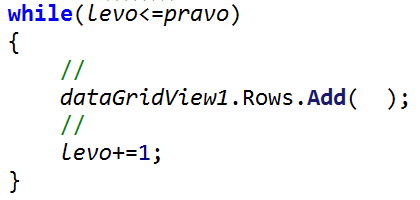 while(levo<=pravo)
{
//
dataGridView1.Rows.Add(  );
//
levo+=1;
}